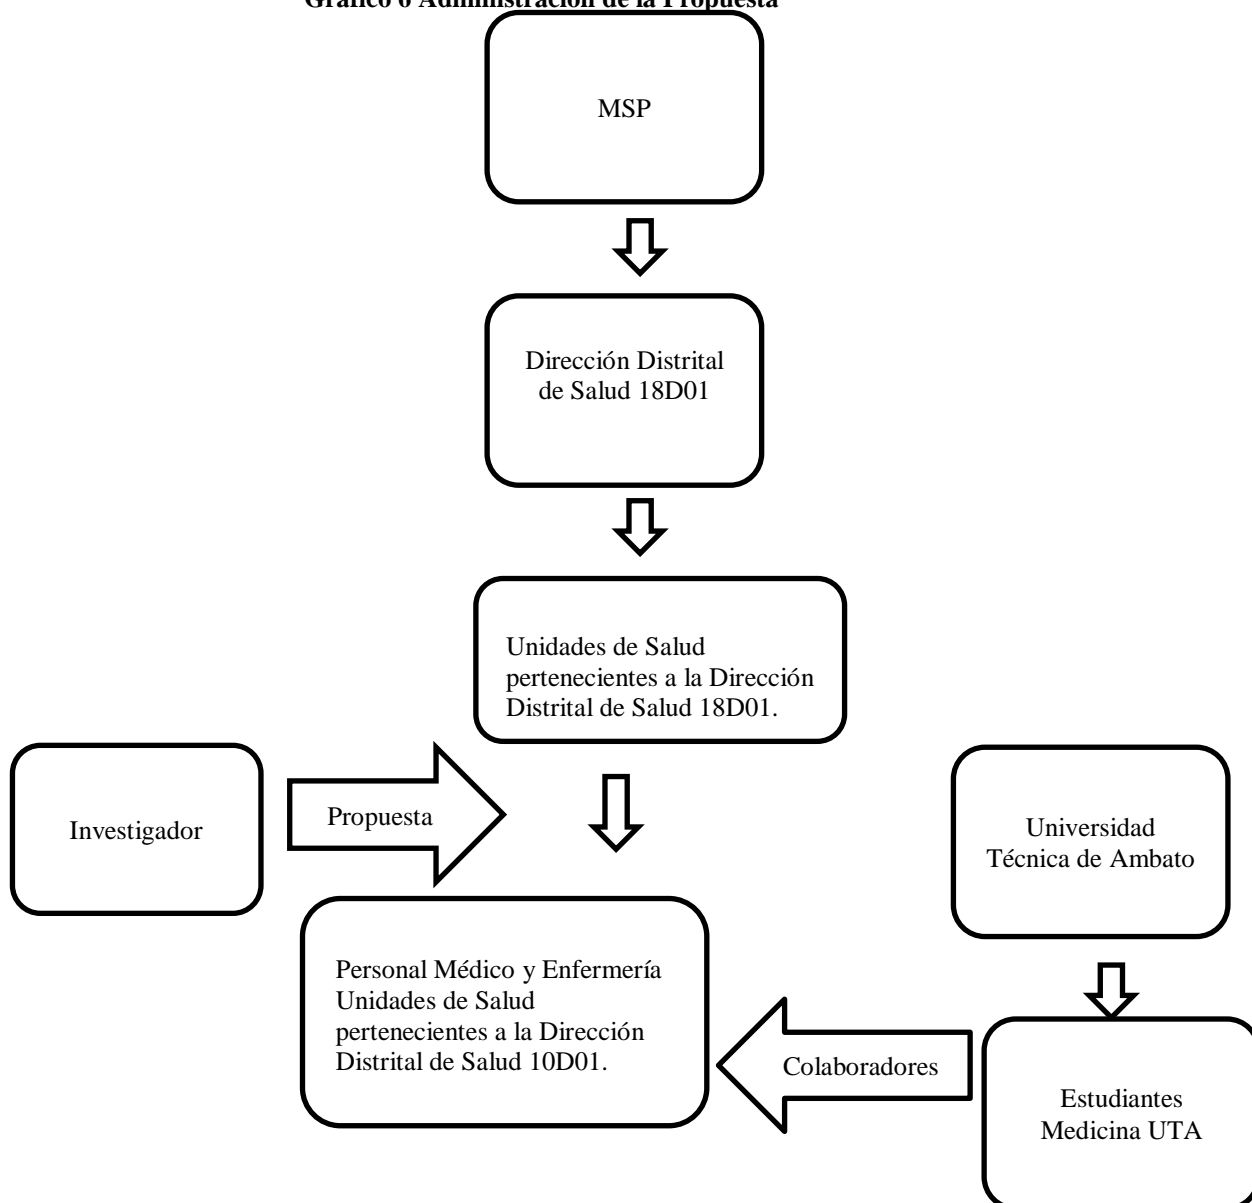 Gráfico 6 Administración de la Propuesta
MSP
Dirección Distrital
de Salud 18D01
Unidades de Salud
pertenecientes a la Dirección
Distrital de Salud 18D01.
Investigador
Propuesta
Universidad
Técnica de Ambato
Personal Médico y Enfermería
Unidades de Salud
pertenecientes a la Dirección
Distrital de Salud 10D01.
Colaboradores
Estudiantes
Medicina UTA